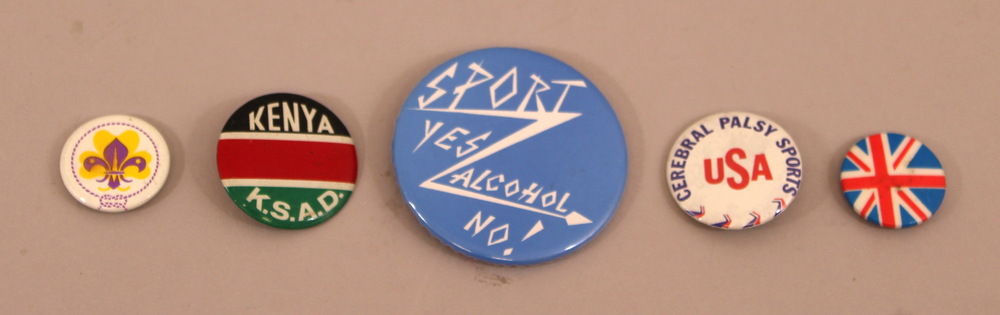 KENYA
K.S.A.D.
SPORT
YES
ALCOHOL
NO!
CEREBRAL PALSY SPORTS
USA